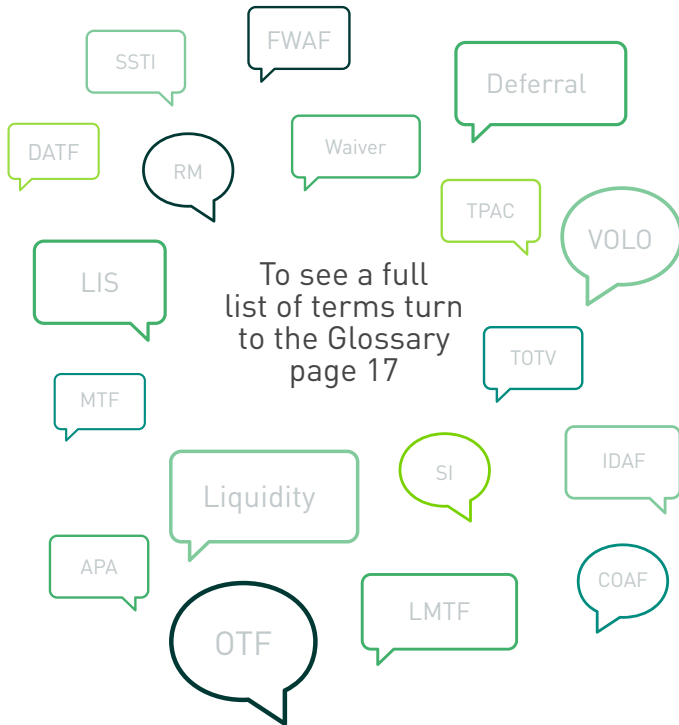 FWAF
SSTI
Deferral
DATF
Waiver
RM
TPAC
VOLO
LIS
To see a full
list of terms turn
to the Glossary
page 17
TOTV
MTF
IDAF
SI
Liquidity
APA
COAF
LMTF
OTF